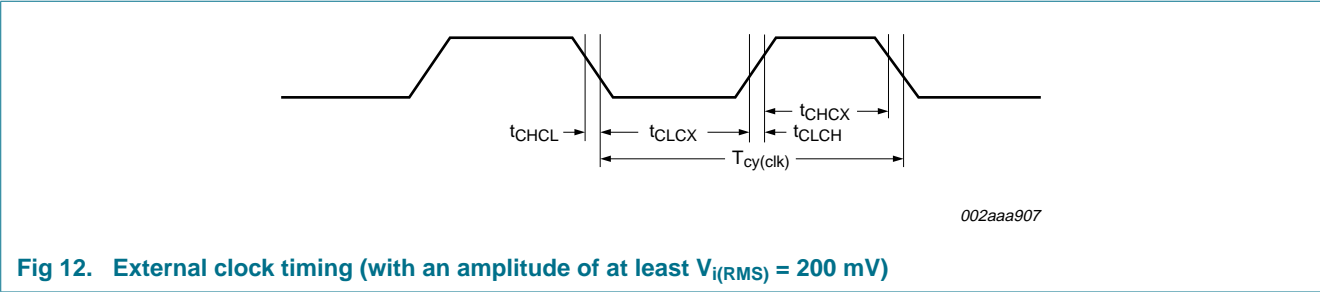 tCHCX
tCHCL
tCLCX
tCLCH
Tcy(clk)
002aaa907
Fig 12. External clock timing (with an amplitude of at least Vi(RMS) = 200 mV)